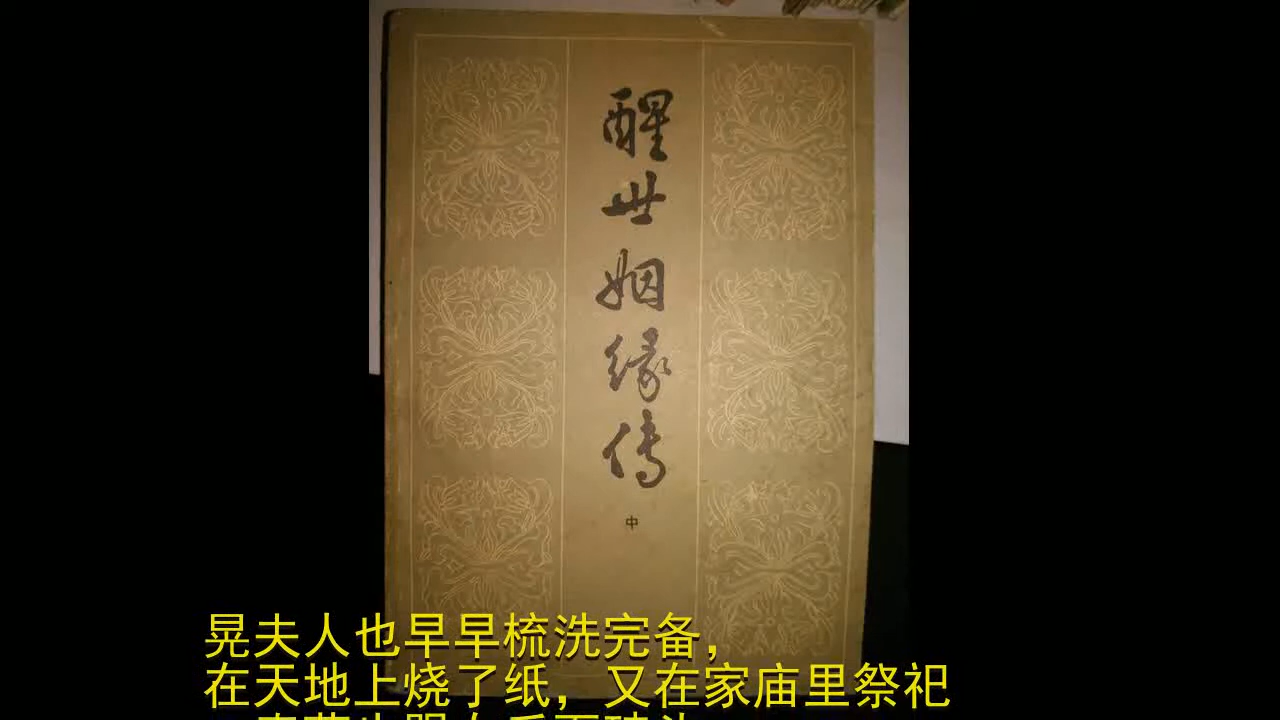 醒世姻缘传
中
晃夫人也早早梳洗完备，
在天地上烧了纸，又在家庙里祭祀